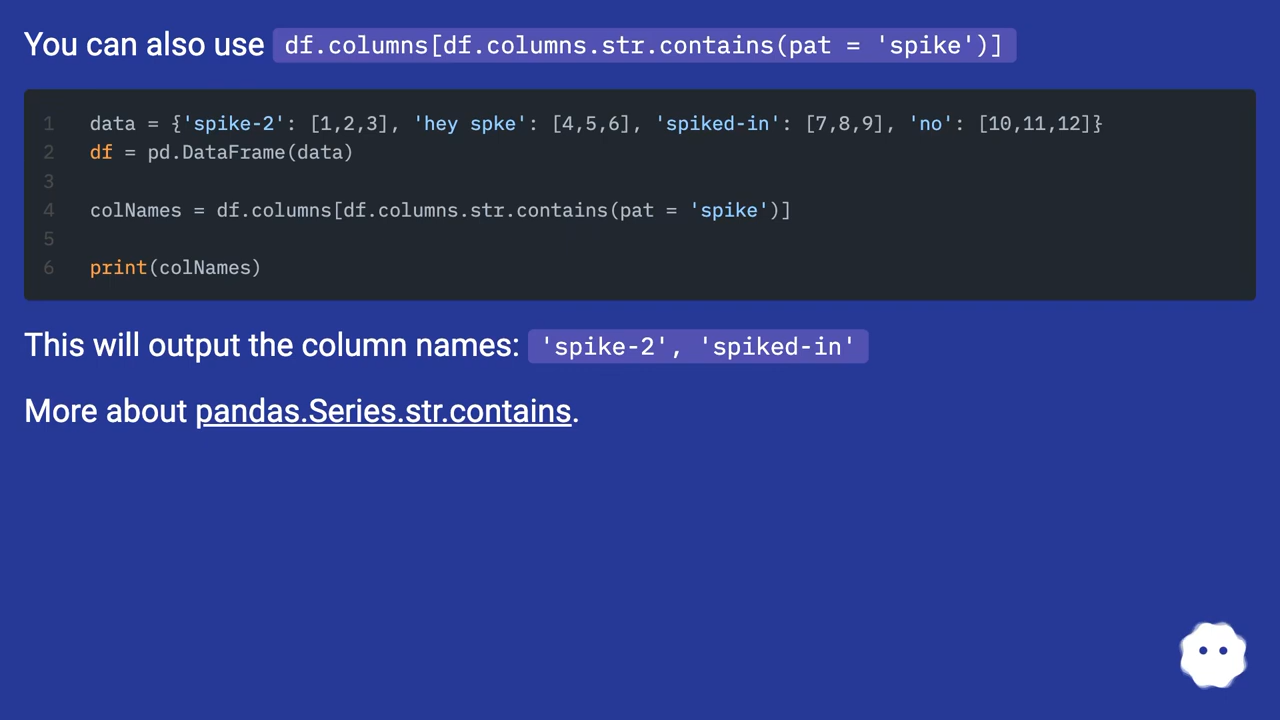 You can also use df.columns[df.columns.str.contains(pat = 'spike')]
1 data = {'spike-2': [1,2,3], 'hey spke': [4,5,6], 'spiked-in': [7,8,9], 'no': [10,11,12]}
2 df = pd.DataFrame(data)
3
4 colNames = df.columns[df.columns.str.contains(pat = 'spike')]
5
6 print(colNames)
This will output the column names: 'spike-2', 'spiked-in'
More about pandas.Series.str.contains.